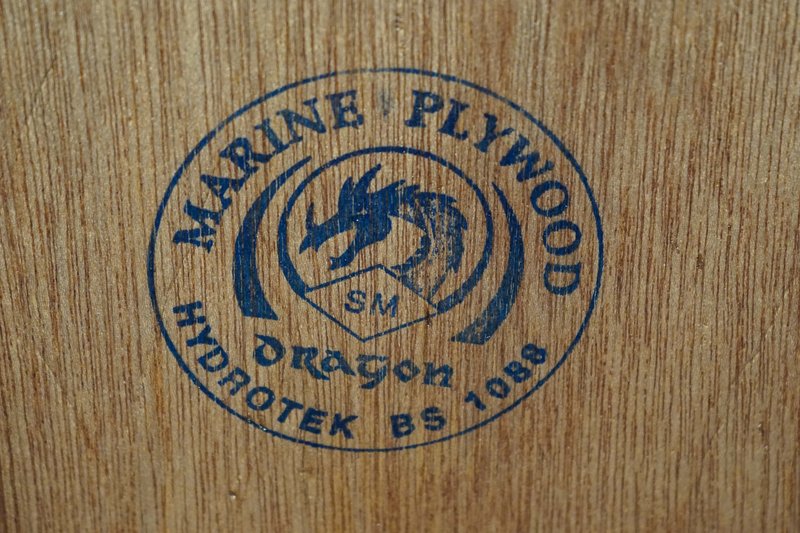 MARINE PLYWOOD
SM
DRAGON
HYDROTEK BS 1088